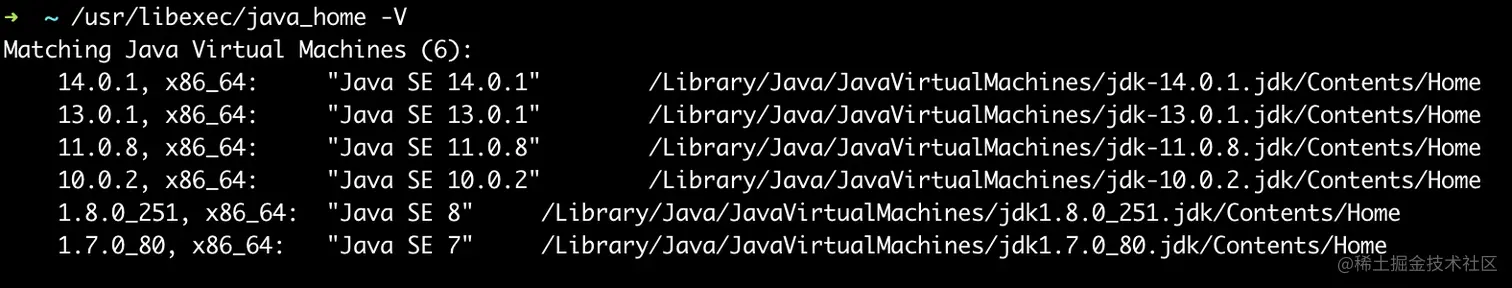 → ~ /usr/libexec/java_home -V
Matching Java Virtual Machines (6):
14.0.1, x86_64: "Java SE 14.0.1" /Library/Java/JavaVirtualMachines/jdk-14.0.1.jdk/Contents/Home
13.0.1, x86_64: "Java SE 13.0.1" /Library/Java/JavaVirtualMachines/jdk-13.0.1.jdk/Contents/Home
11.0.8, x86_64: "Java SE 11.0.8" /Library/Java/JavaVirtualMachines/jdk-11.0.8.jdk/Contents/Home
10.0.2, x86_64: "Java SE 10.0.2" /Library/Java/JavaVirtualMachines/jdk-10.0.2.jdk/Contents/Home
1.8.0_251, x86_64: "Java SE 8" /Library/Java/JavaVirtualMachines/jdk1.8.0_251.jdk/Contents/Home
1.7.0_80, x86_64: "Java SE 7" /Library/Java/JavaVirtualMachines/jdk1.7.0_80.jdk/Contents/Home
@稀土掘金技术社区